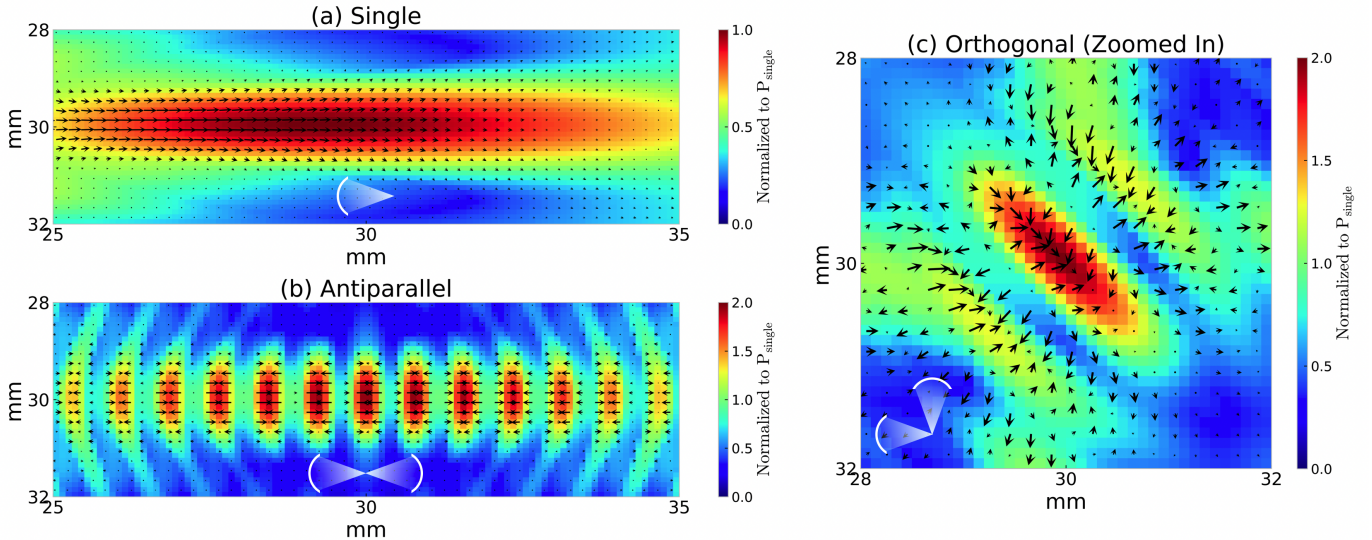 (a) Single
28
30
32
mm
25
30
35
mm
1.0
0.5
0.0
Normalized to P_single
(b) Antiparallel
28
30
32
mm
25
30
35
mm
2.0
1.5
1.0
0.5
0.0
Normalized to P_single
(c) Orthogonal (Zoomed In)
28
30
32
mm
28
30
32
mm
2.0
1.5
1.0
0.5
0.0
Normalized to P_single